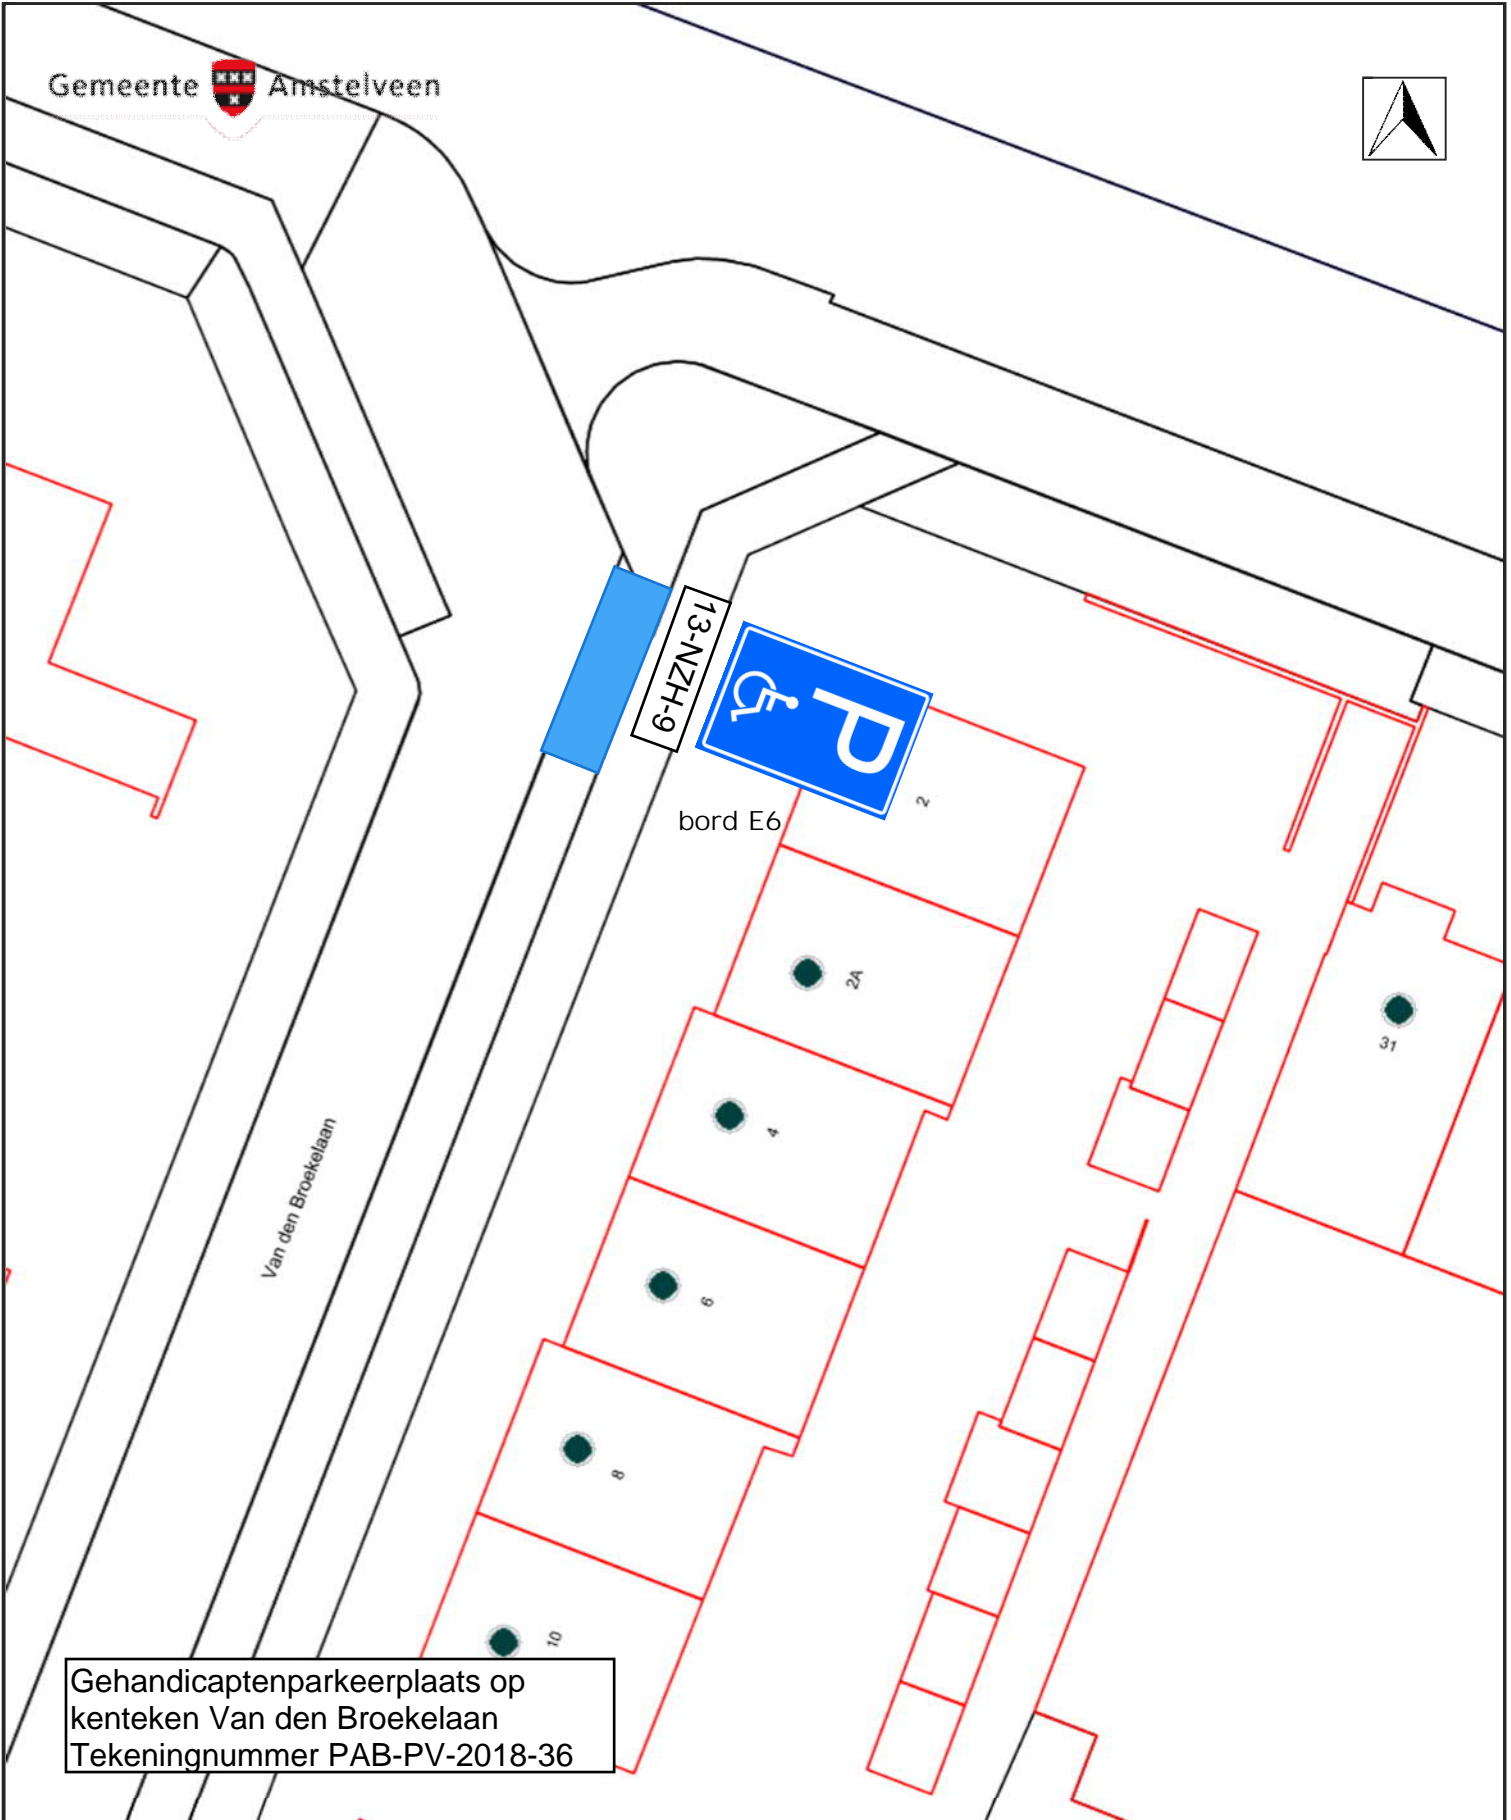 Gemeente Amstelveen
13-NZH-9
P
bord E6
2
2A
4
6
8
10
31
Van den Broekelaan
Gehandicaptenparkeerplaats op
kenteken Van den Broekelaan
Tekeningnummer PAB-PV-2018-36